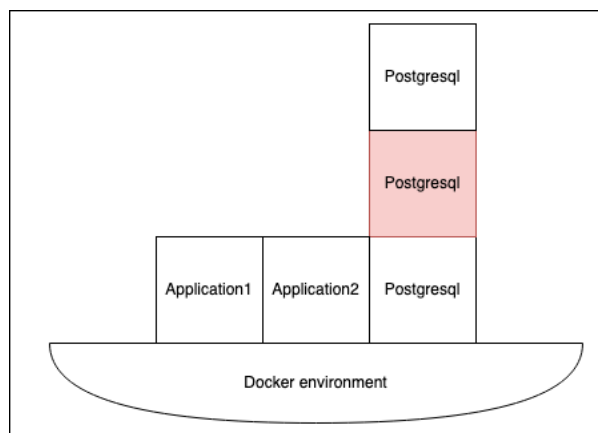 Postgresql
Postgresql
Application1
Application2
Postgresql
Docker environment